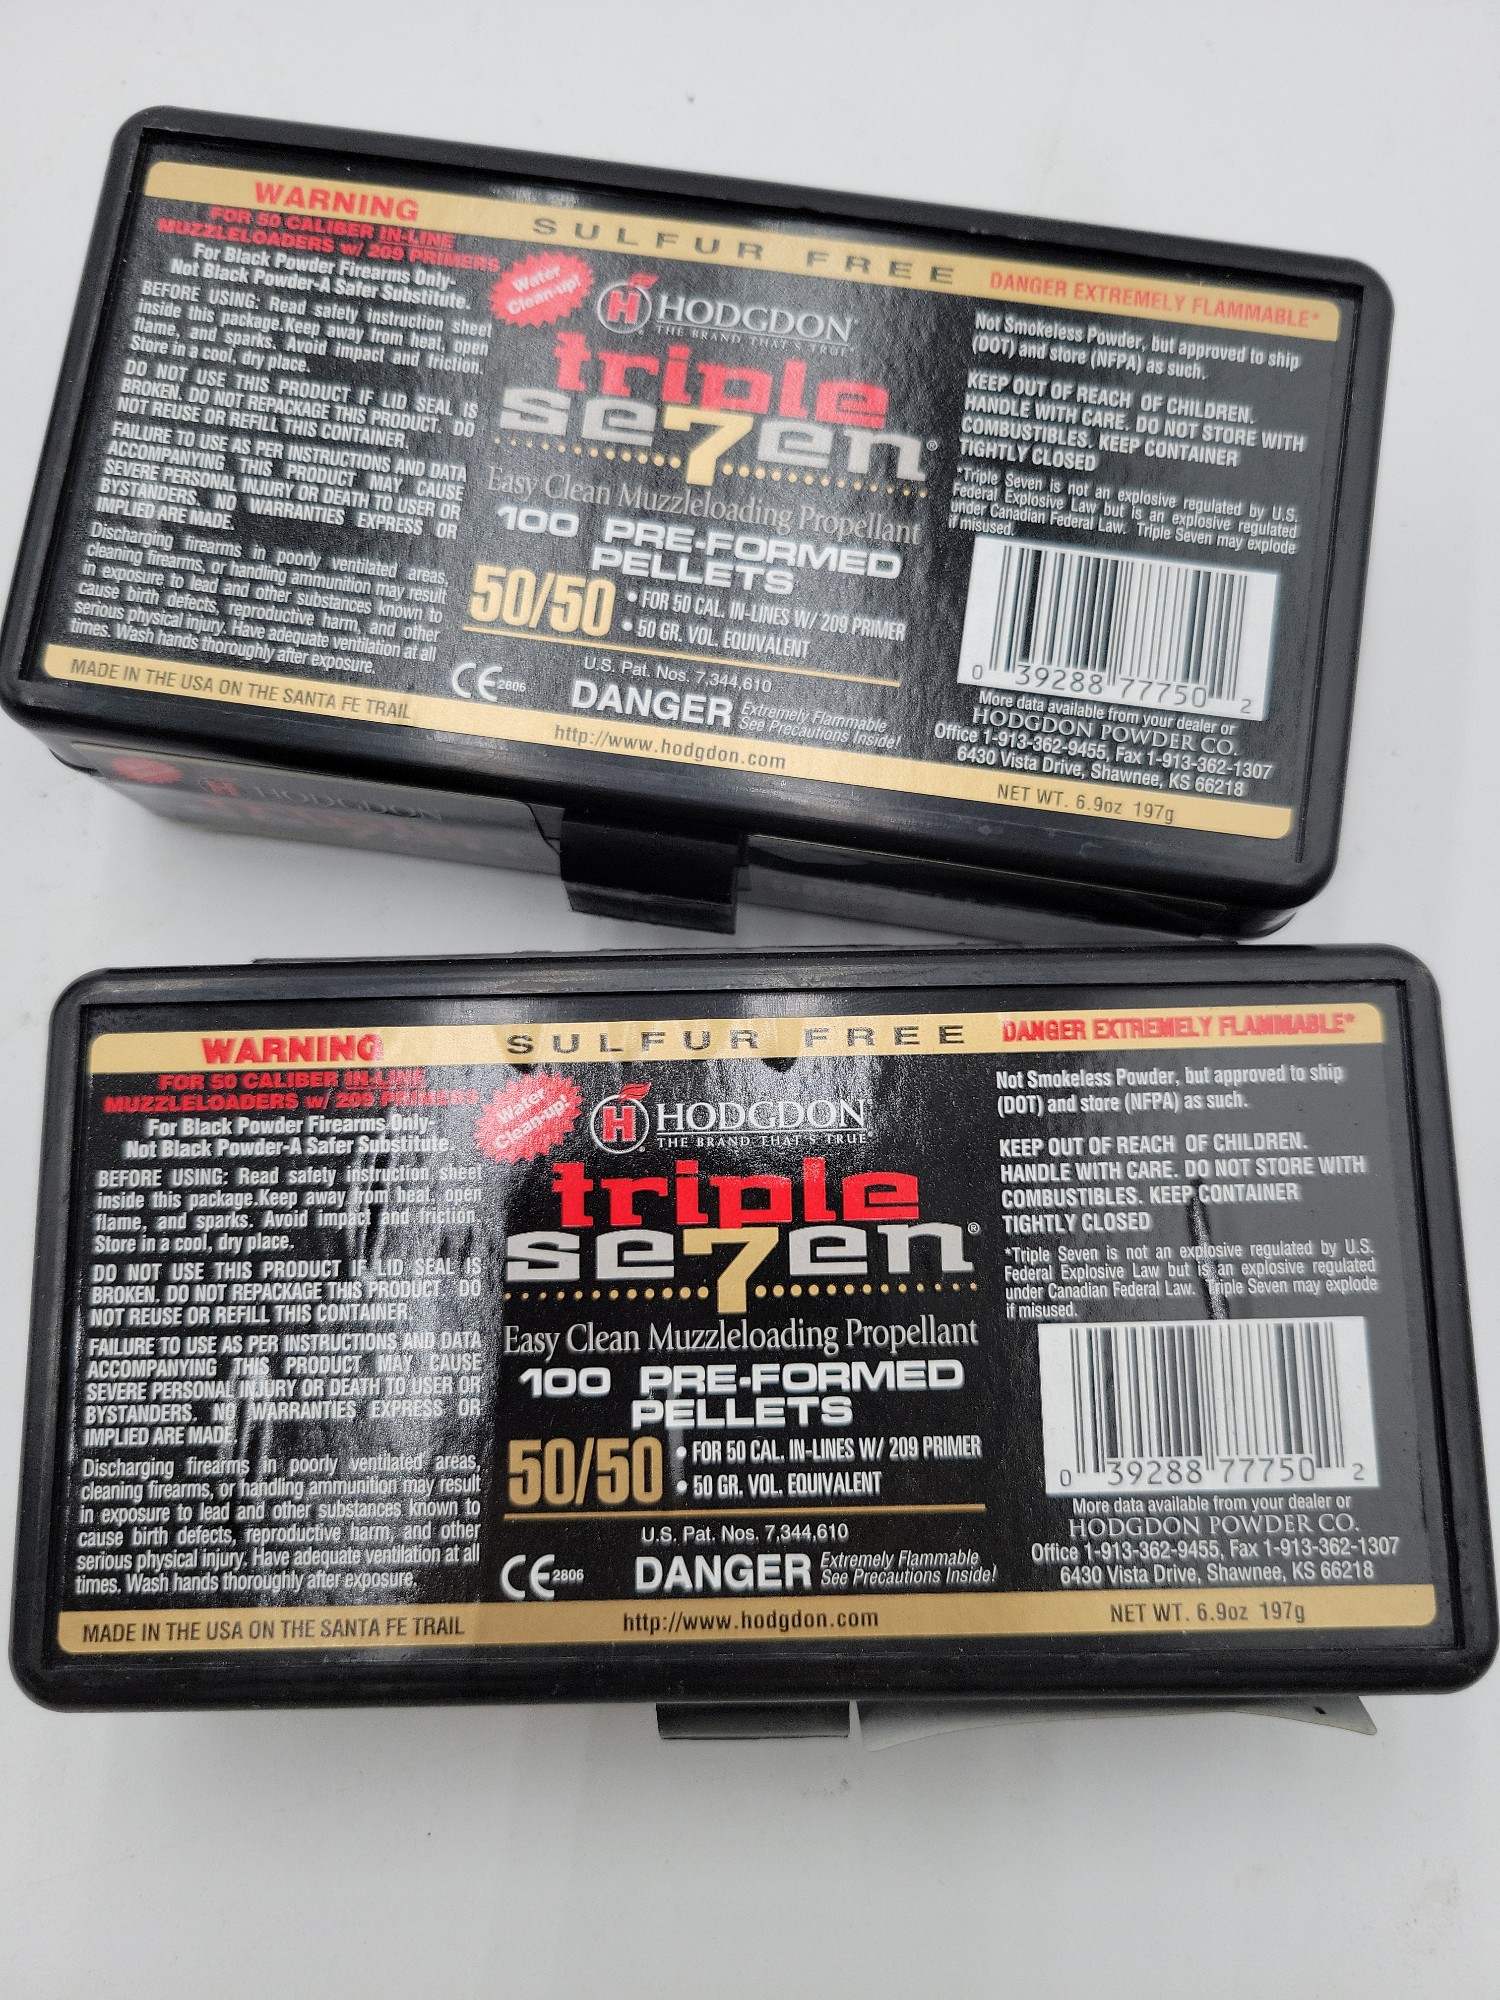 WARNING
FOR 50 CALIBER IN-LINE
MUZZLELOADERS w/ 209 PRIMERS
For Black Powder Firearms Only-
Not Black Powder-A Safer Substitute.
BEFORE USING: Read safety instruction sheet
inside this package.Keep away from heat, open
flame, and sparks. Avoid impact and friction.
Store in a cool, dry place.
DO NOT USE THIS PRODUCT IF LID SEAL IS
BROKEN. DO NOT REPACKAGE THIS PRODUCT. DO
NOT REUSE OR REFILL THIS CONTAINER.
FAILURE TO USE AS PER INSTRUCTIONS AND DATA
ACCOMPANYING THIS PRODUCT MAY CAUSE
SEVERE PERSONAL INJURY OR DEATH TO USER OR
BYSTANDERS. NO WARRANTIES EXPRESS OR
IMPLIED ARE MADE.
Discharging firearms in poorly ventilated areas,
cleaning firearms, or handling ammunition may result
in exposure to lead and other substances known to
cause birth defects, reproductive harm, and other
serious physical injury. Have adequate ventilation at all
times. Wash hands thoroughly after exposure.
MADE IN THE USA ON THE SANTA FE TRAIL
SULFUR FREE
Water
Clean-up!
H HODGDON
THE BRAND THAT'S TRUE
triple
se7en®
Easy Clean Muzzleloading Propellant
100 PRE-FORMED
PELLETS
50/50
• FOR 50 CAL. IN-LINES W/ 209 PRIMER
• 50 GR. VOL. EQUIVALENT
U.S. Pat. Nos. 7,344,610
CE 2806
DANGER
Extremely Flammable
See Precautions Inside!
http://www.hodgdon.com
DANGER EXTREMELY FLAMMABLE*
Not Smokeless Powder, but approved to ship
(DOT) and store (NFPA) as such.
KEEP OUT OF REACH OF CHILDREN.
HANDLE WITH CARE. DO NOT STORE WITH
COMBUSTIBLES. KEEP CONTAINER
TIGHTLY CLOSED
*Triple Seven is not an explosive regulated by U.S.
Federal Explosive Law but is an explosive regulated
under Canadian Federal Law. Triple Seven may explode
if misused.
0 39288 77750 2
More data available from your dealer or
HODGDON POWDER CO.
Office 1-913-362-9455, Fax 1-913-362-1307
6430 Vista Drive, Shawnee, KS 66218
NET WT. 6.9oz 197g
H HODGDON
WARNING
FOR 50 CALIBER IN-LINE
MUZZLELOADERS w/ 209 PRIMERS
For Black Powder Firearms Only-
Not Black Powder-A Safer Substitute.
BEFORE USING: Read safety instruction sheet
inside this package.Keep away from heat, open
flame, and sparks. Avoid impact and friction.
Store in a cool, dry place.
DO NOT USE THIS PRODUCT IF LID SEAL IS
BROKEN. DO NOT REPACKAGE THIS PRODUCT DO
NOT REUSE OR REFILL THIS CONTAINER
FAILURE TO USE AS PER INSTRUCTIONS AND DATA
ACCOMPANYING THIS PRODUCT MAY CAUSE
SEVERE PERSONAL INJURY OR DEATH TO USER OR
BYSTANDERS. NO WARRANTIES EXPRESS OR
IMPLIED ARE MADE.
Discharging firearms in poorly ventilated areas,
cleaning firearms, or handling ammunition may result
in exposure to lead and other substances known to
cause birth defects, reproductive harm, and other
serious physical injury. Have adequate ventilation at all
times. Wash hands thoroughly after exposure.
MADE IN THE USA ON THE SANTA FE TRAIL
SULFUR FREE
Water
Clean-up!
H HODGDON
THE BRAND THAT'S TRUE
triple
se7en®
Easy Clean Muzzleloading Propellant
100 PRE-FORMED
PELLETS
50/50
• FOR 50 CAL. IN-LINES W/ 209 PRIMER
• 50 GR. VOL. EQUIVALENT
U.S. Pat. Nos. 7,344,610
CE 2806
DANGER
Extremely Flammable
See Precautions Inside!
http://www.hodgdon.com
DANGER EXTREMELY FLAMMABLE*
Not Smokeless Powder, but approved to ship
(DOT) and store (NFPA) as such.
KEEP OUT OF REACH OF CHILDREN.
HANDLE WITH CARE. DO NOT STORE WITH
COMBUSTIBLES. KEEP CONTAINER
TIGHTLY CLOSED
*Triple Seven is not an explosive regulated by U.S.
Federal Explosive Law but is an explosive regulated
under Canadian Federal Law. Triple Seven may explode
if misused.
0 39288 77750 2
More data available from your dealer or
HODGDON POWDER CO.
Office 1-913-362-9455, Fax 1-913-362-1307
6430 Vista Drive, Shawnee, KS 66218
NET WT. 6.9oz 197g